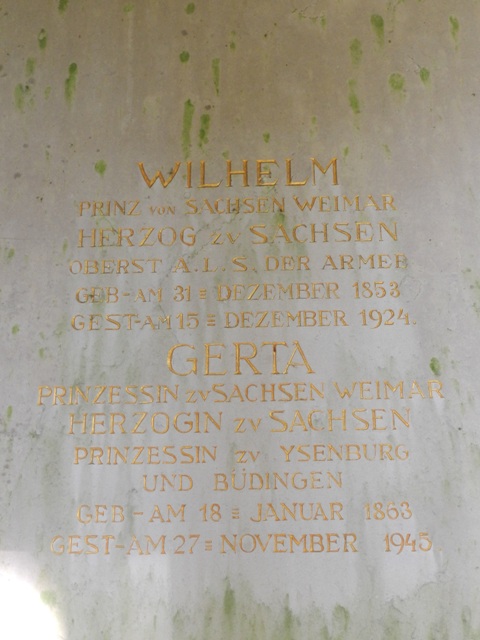 WILHELM
PRINZ VON SACHSEN WEIMAR
HERZOG ZV SACHSEN
OBERST A. L. S. DER ARMEE
GEB-AM 31 = DEZEMBER 1853
GEST-AM 15 = DEZEMBER 1924.
GERTA
PRINZESSIN ZV SACHSEN WEIMAR
HERZOGIN ZV SACHSEN
PRINZESSIN ZV. YSENBURG
UND BÜDINGEN
GEB-AM 18 = JANUAR 1863
GEST-AM 27 = NOVEMBER 1945.